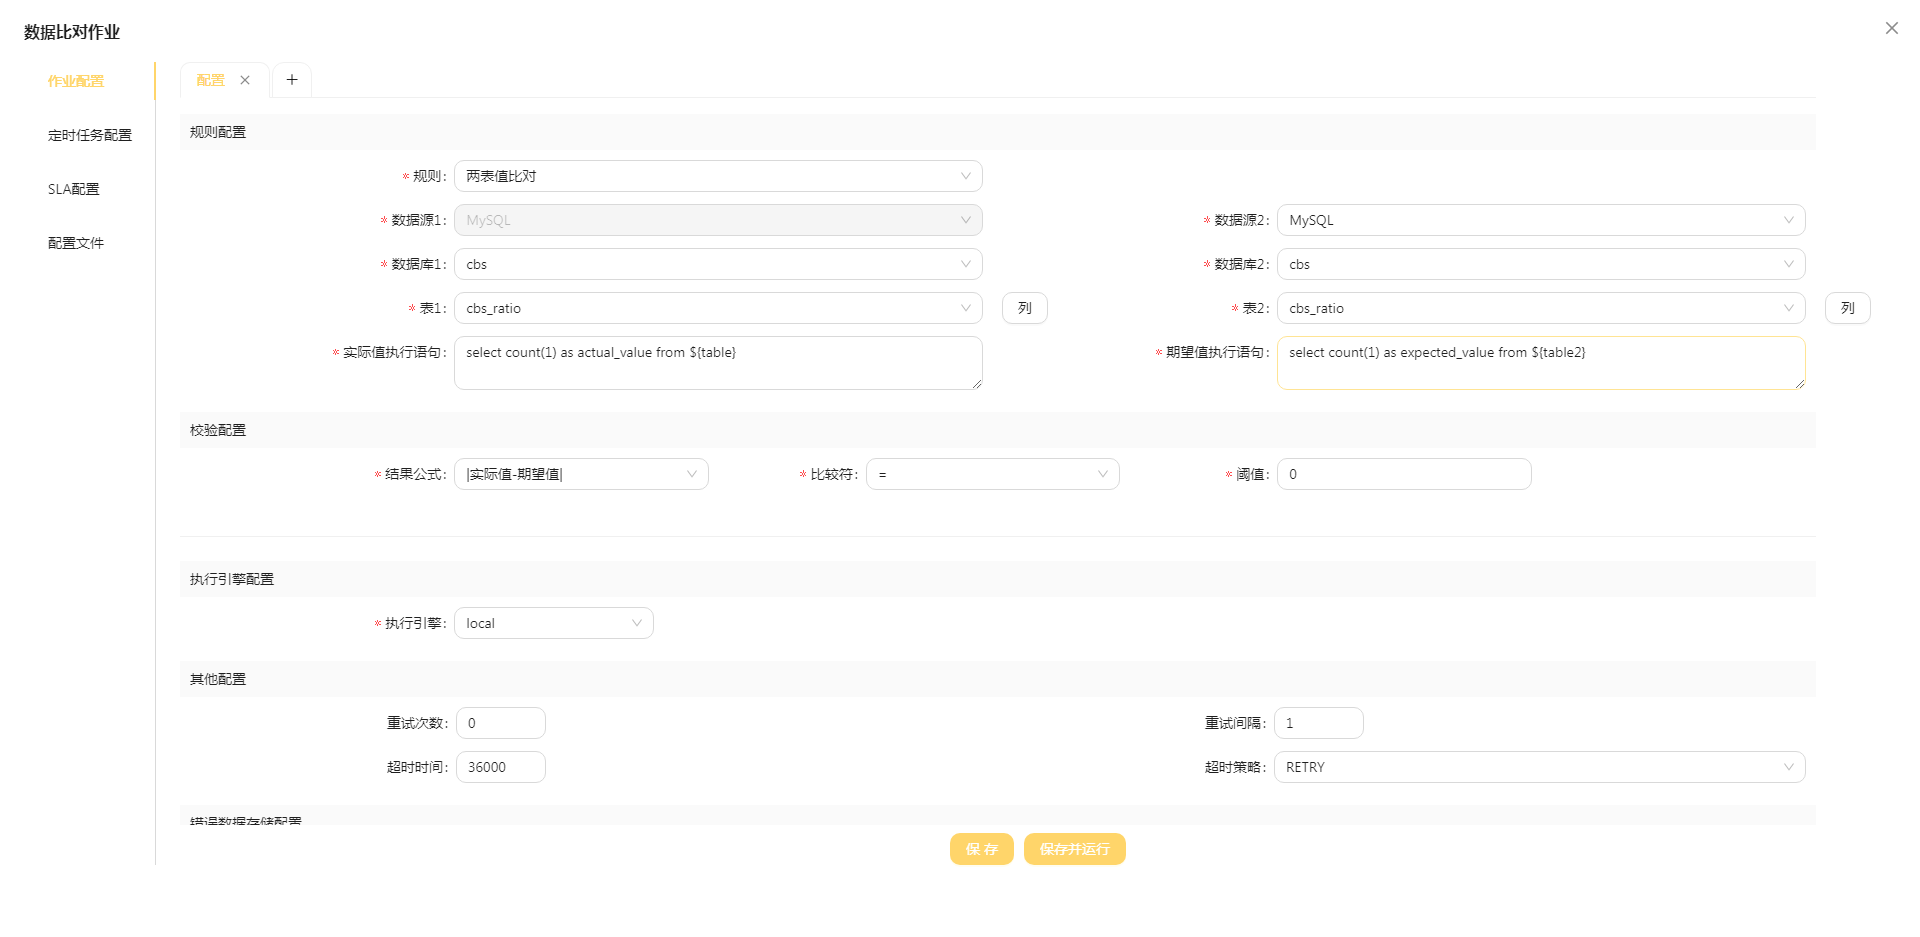 数据比对作业
作业配置
定时任务配置
SLA配置
配置文件
配置
规则配置
* 规则: 两表值比对
* 数据源1: MySQL
* 数据源2: MySQL
* 数据库1: cbs
* 数据库2: cbs
* 表1: cbs_ratio 列
* 表2: cbs_ratio 列
* 实际值执行语句: select count(1) as actual_value from ${table}
* 期望值执行语句: select count(1) as expected_value from ${table2}
校验配置
* 结果公式: |实际值-期望值|
* 比较符: =
* 阈值: 0
执行引擎配置
* 执行引擎: local
其他配置
重试次数: 0
重试间隔: 1
超时时间: 36000
超时策略: RETRY
错误数据存储配置
保 存
保存并运行